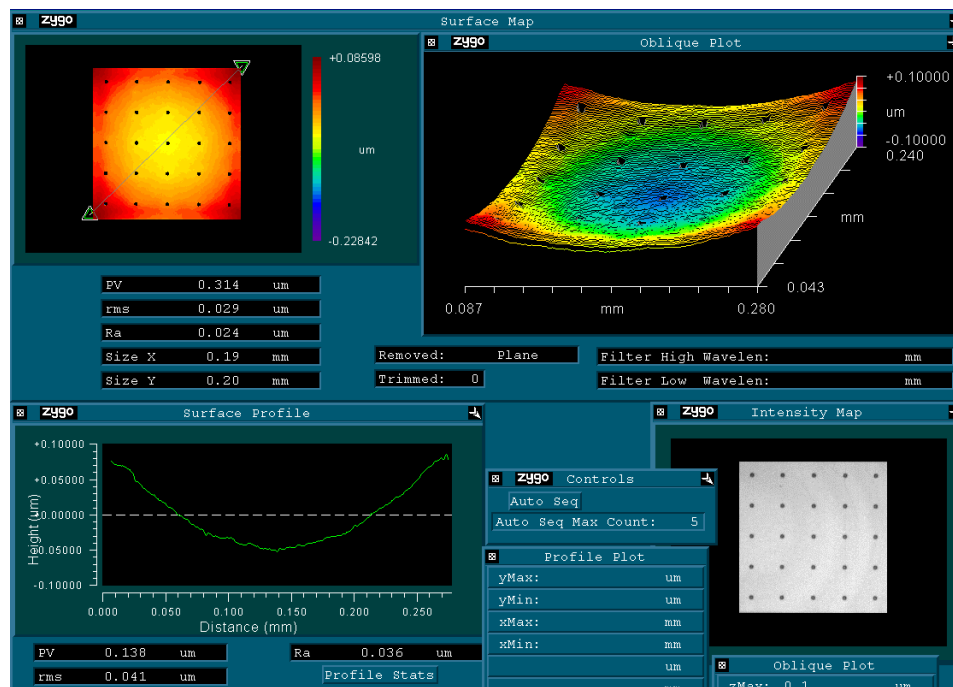 zygo Surface Map
+0.08598
um
-0.22842
zygo Oblique Plot
+0.10000
um
-0.10000
0.240
mm
0.043
0.087 mm 0.280
PV 0.314 um
rms 0.029 um
Ra 0.024 um
Size X 0.19 mm
Size Y 0.20 mm
Removed: Plane
Trimmed: 0
Filter High Wavelen: mm
Filter Low Wavelen: mm
zygo Surface Profile
+0.10000
+0.05000
+0.00000
-0.05000
-0.10000
Height (um)
0.000 0.050 0.100 0.150 0.200 0.250
Distance (mm)
PV 0.138 um
rms 0.041 um
Ra 0.036 um
Profile Stats
zygo Controls
Auto Seq
Auto Seq Max Count: 5
Profile Plot
yMax: um
yMin: um
xMax: mm
xMin: mm
um
zygo Intensity Map
Oblique Plot
zMax: 0.1 um